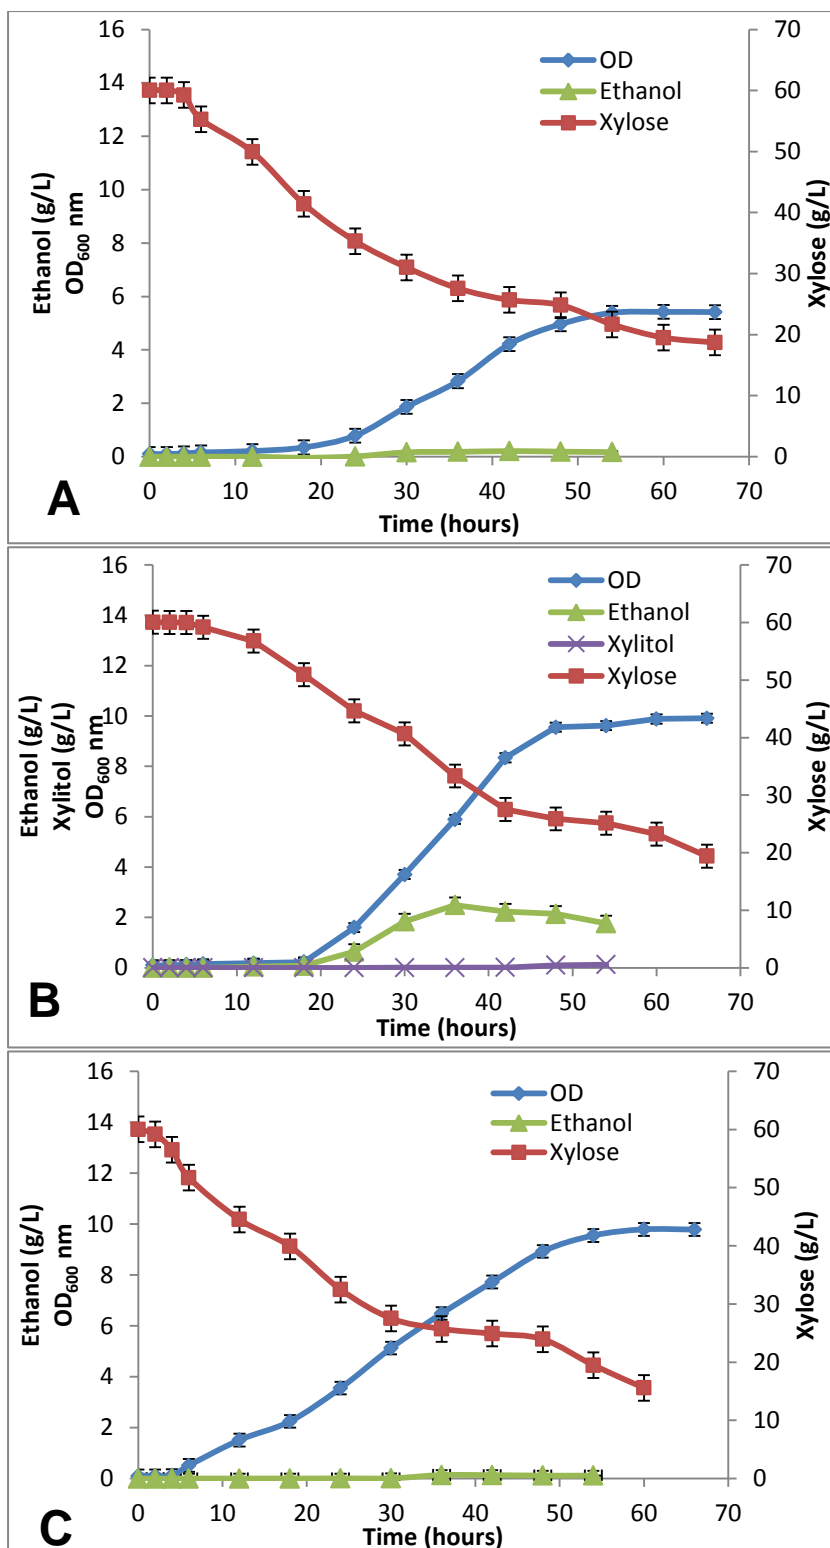 16
14
12
10
8
6
4
2
0
70
60
50
40
30
20
10
0
0
10
20
30
40
50
60
70
Ethanol (g/L)
OD600 nm
Xylose (g/L)
OD
Ethanol
Xylose
Time (hours)
A
16
14
12
10
8
6
4
2
0
70
60
50
40
30
20
10
0
0
10
20
30
40
50
60
70
Ethanol (g/L)
Xylitol (g/L)
OD600 nm
Xylose (g/L)
OD
Ethanol
Xylitol
Xylose
Time (hours)
B
16
14
12
10
8
6
4
2
0
70
60
50
40
30
20
10
0
0
10
20
30
40
50
60
70
Ethanol (g/L)
OD600 nm
Xylose (g/L)
OD
Ethanol
Xylose
Time (hours)
C